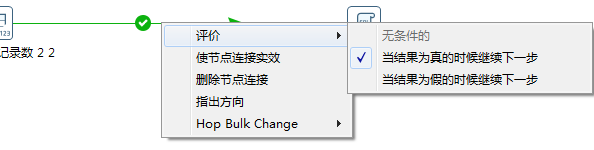 123
SQL
记录数 2 2
评价
使节点连接实效
删除节点连接
指出方向
Hop Bulk Change
无条件的
当结果为真的时候继续下一步
当结果为假的时候继续下一步